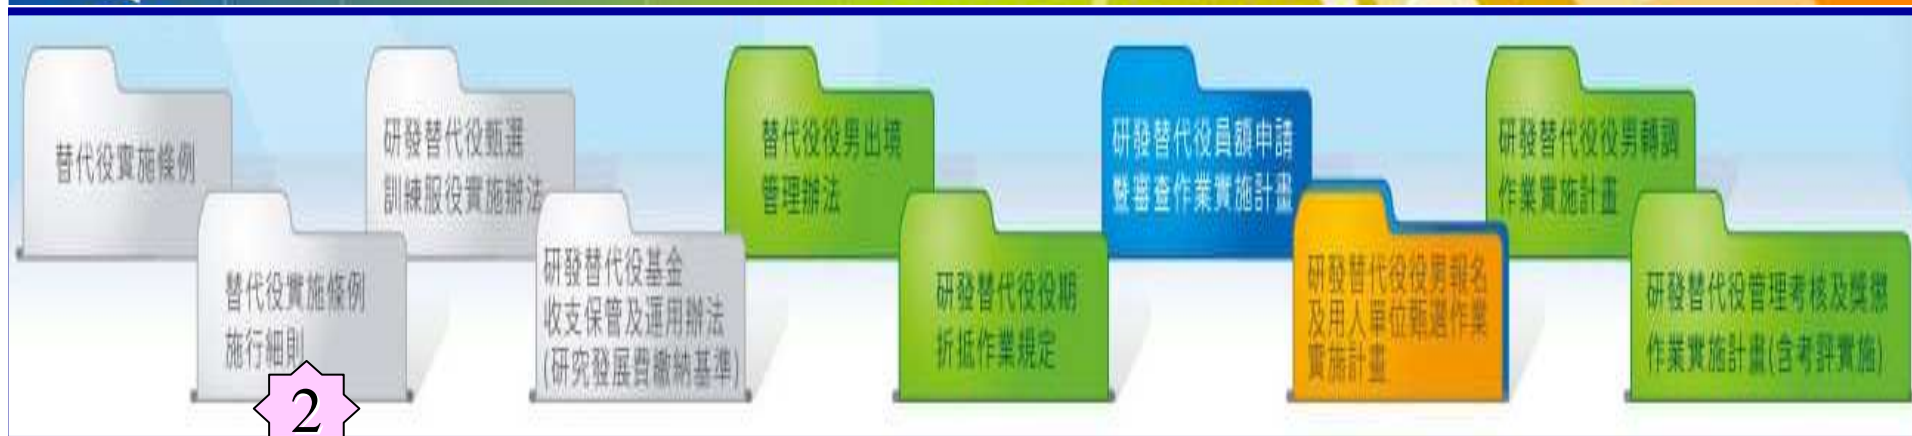 替代役實施條例
替代役實施條例
施行細則
研發替代役甄選
訓練服役實施辦法
研發替代役基金
收支保管及運用辦法
(研究發展費繳納基準)
替代役役男出境
管理辦法
研發替代役役期
折抵作業規定
研發替代役員額申請
暨審查作業實施計畫
研發替代役役男報名
及用人單位甄選作業
實施計畫
研發替代役役男轉調
作業實施計畫
研發替代役管理考核及獎懲
作業實施計畫(含考評實施)
2